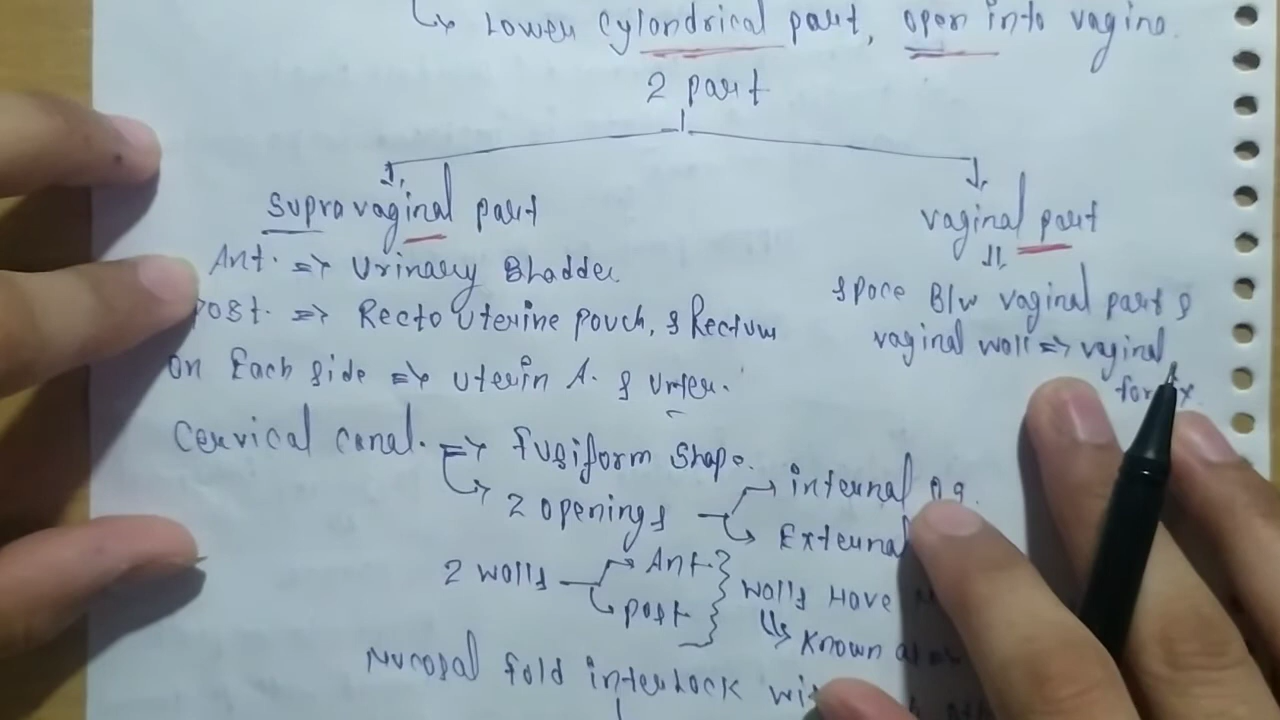 ↳ Lower Cylondrical part, open into vagina.
2 part
Supravaginal part
vaginal part
Ant. => Urinary Bladder
Post. => Recto Uterine pouch, & Rectum
on Each side => Uterin A. & Urter.
space B/w vaginal part &
vaginal wall => vaginal
fornix
Cervical canal. => fusiform shape.
↳ 2 openings → internal os.
→ External
2 walls → Ant.
→ post
walls Have
↳ Known as
Mucosal fold interlock